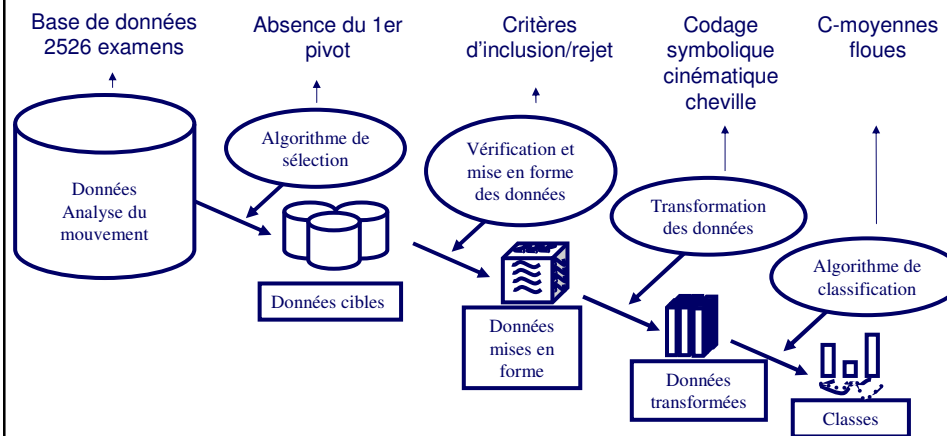 Base de données
2526 examens
Absence du 1er
pivot
Critères
d'inclusion/rejet
Codage
symbolique
cinématique
cheville
C-moyennes
floues
Données
Analyse du
mouvement
Algorithme de
sélection
Données cibles
Vérification et
mise en forme
des données
Données
mises en
forme
Transformation
des données
Données
transformées
Algorithme de
classification
Classes